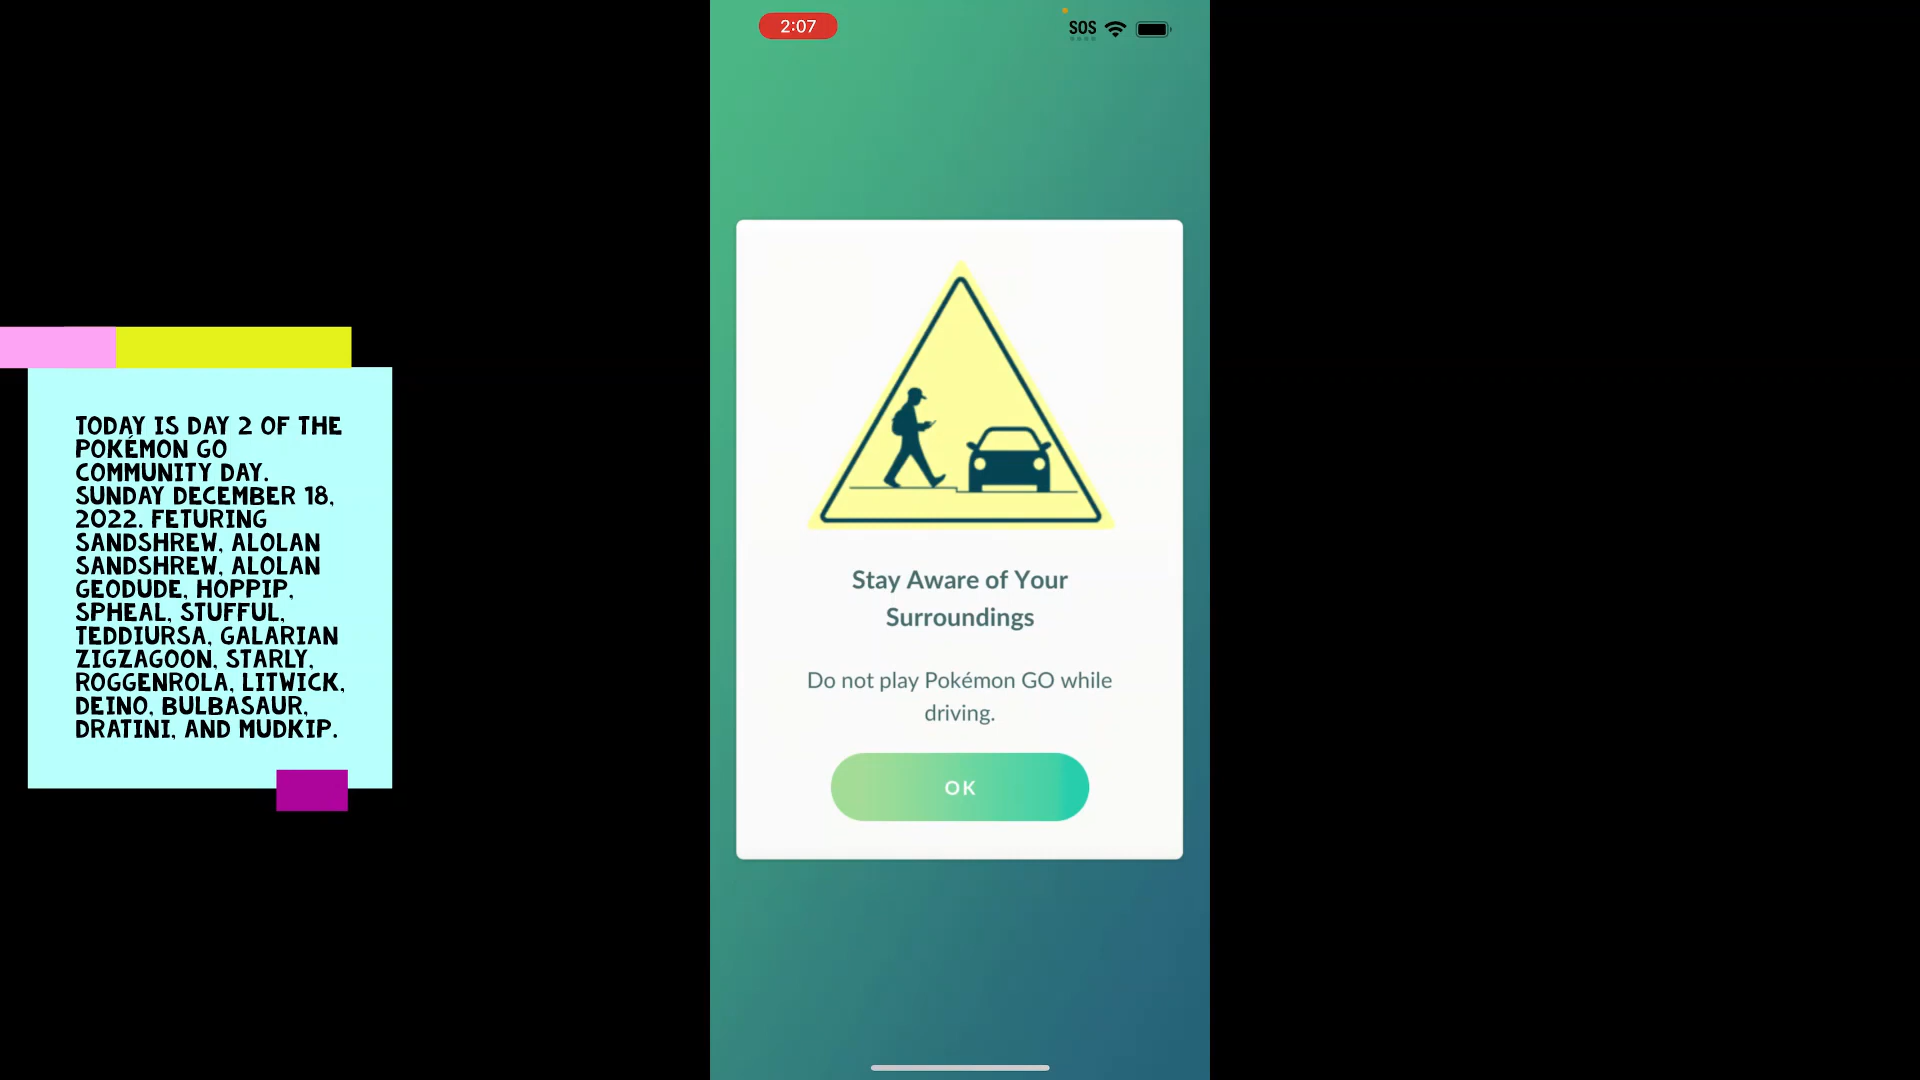 2:07
SOS
TODAY IS DAY 2 OF THE
POKÉMON GO
COMMUNITY DAY.
SUNDAY DECEMBER 18,
2022. FETURING
SANDSHREW, ALOLAN
SANDSHREW, ALOLAN
GEODUDE, HOPPIP,
SPHEAL, STUFFUL,
TEDDIURSA, GALARIAN
ZIGZAGOON, STARLY,
ROGGENROLA, LITWICK,
DEINO, BULBASAUR,
DRATINI, AND MUDKIP.
Stay Aware of Your
Surroundings
Do not play Pokémon GO while
driving.
OK